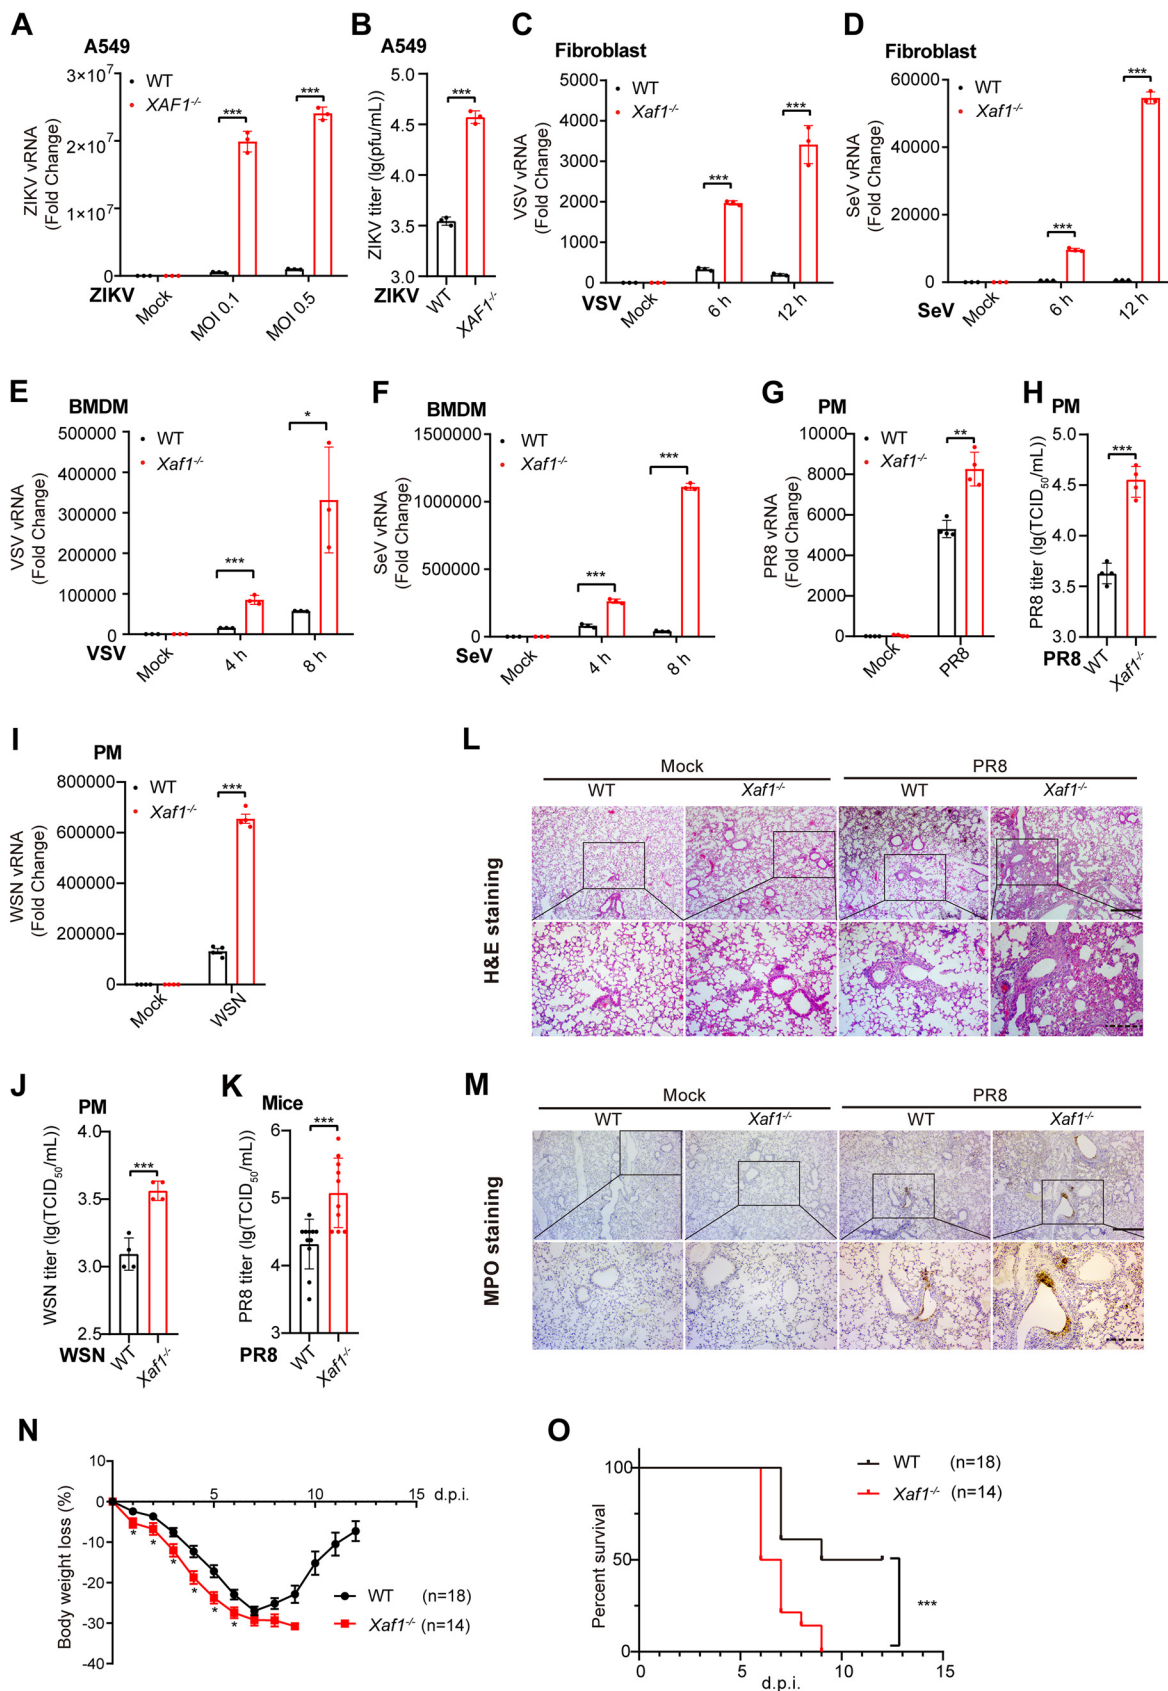 A
A549
WT
XAF1-/-
ZIKV vRNA
(Fold Change)
3×10⁷
2×10⁷
1×10⁷
0
***
***
ZIKV
Mock
MOI 0.1
MOI 0.5
B
A549
ZIKV titer (lg(pfu/mL))
5.0
4.5
4.0
3.5
3.0
***
ZIKV
WT
XAF1-/-
C
Fibroblast
WT
Xaf1-/-
VSV vRNA
(Fold Change)
5000
4000
3000
2000
1000
0
***
***
VSV
Mock
6 h
12 h
D
Fibroblast
WT
Xaf1-/-
SeV vRNA
(Fold Change)
60000
40000
20000
0
***
***
SeV
Mock
6 h
12 h
E
BMDM
WT
Xaf1-/-
VSV vRNA
(Fold Change)
500000
400000
300000
200000
100000
0
***
*
VSV
Mock
4 h
8 h
F
BMDM
WT
Xaf1-/-
SeV vRNA
(Fold Change)
1500000
1000000
500000
0
***
***
SeV
Mock
4 h
8 h
G
PM
WT
Xaf1-/-
PR8 vRNA
(Fold Change)
10000
8000
6000
4000
2000
0
**
Mock
PR8
H
PM
PR8 titer (lg(TCID50/mL))
5.0
4.5
4.0
3.5
3.0
***
PR8
WT
Xaf1-/-
I
PM
WT
Xaf1-/-
WSN vRNA
(Fold Change)
800000
600000
400000
200000
0
***
Mock
WSN
L
Mock
PR8
WT
Xaf1-/-
WT
Xaf1-/-
H&E staining
J
PM
WSN titer (lg(TCID50/mL))
4.0
3.5
3.0
2.5
***
WSN
WT
Xaf1-/-
K
Mice
PR8 titer (lg(TCID50/mL))
6
5
4
3
***
PR8
WT
Xaf1-/-
M
Mock
PR8
WT
Xaf1-/-
WT
Xaf1-/-
MPO staining
N
Body weight loss (%)
10
0
-10
-20
-30
-40
5
10
15
d.p.i.
*
*
*
*
*
*
WT (n=18)
Xaf1-/- (n=14)
O
Percent survival
100
50
0
0
5
10
15
d.p.i.
WT (n=18)
Xaf1-/- (n=14)
***